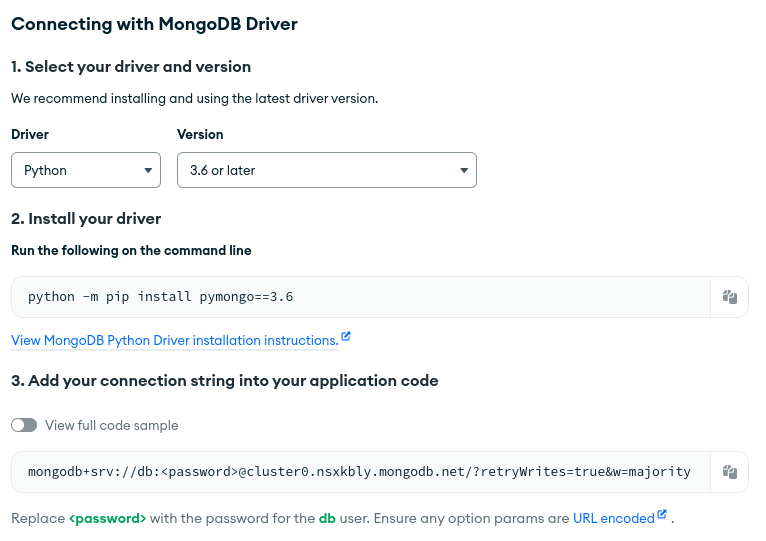 Connecting with MongoDB Driver
1. Select your driver and version
We recommend installing and using the latest driver version.
Driver Version
Python 3.6 or later
2. Install your driver
Run the following on the command line
python -m pip install pymongo==3.6
View MongoDB Python Driver installation instructions.
3. Add your connection string into your application code
View full code sample
mongodb+srv://db:<password>@cluster0.nsxkbly.mongodb.net/?retryWrites=true&w=majority
Replace <password> with the password for the db user. Ensure any option params are URL encoded .